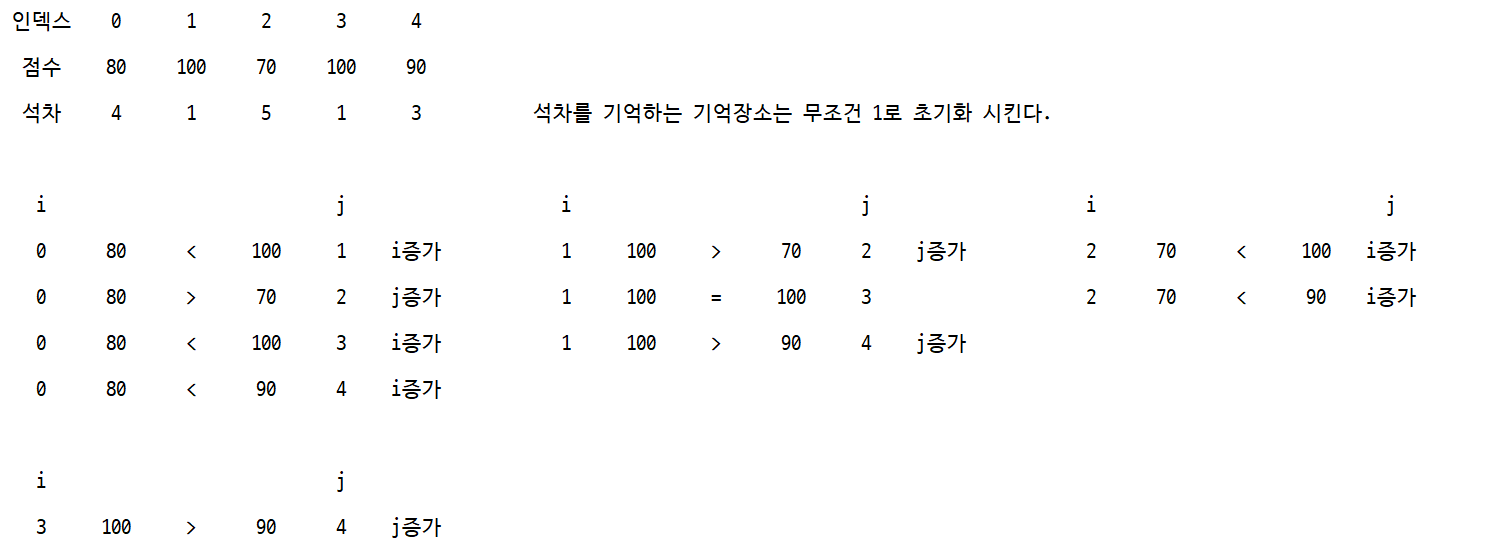 인덱스 0 1 2 3 4
점수 80 100 70 100 90
석차 4 1 5 1 3 석차를 기억하는 기억장소는 무조건 1로 초기화 시킨다.
i j i j i j
0 80 < 100 1 i증가 1 100 > 70 2 j증가 2 70 < 100 i증가
0 80 > 70 2 j증가 1 100 = 100 3 2 70 < 90 i증가
0 80 < 100 3 i증가 1 100 > 90 4 j증가
0 80 < 90 4 i증가
i j
3 100 > 90 4 j증가